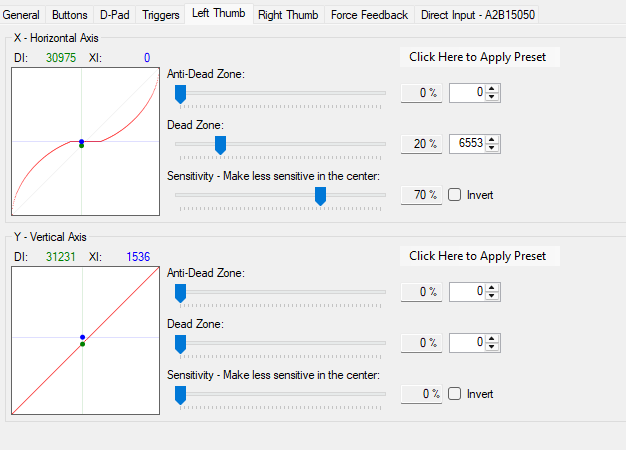 General Buttons D-Pad Triggers Left Thumb Right Thumb Force Feedback Direct Input - A2B15050
X - Horizontal Axis
DI: 30975 XI: 0
Click Here to Apply Preset
Anti-Dead Zone:
0 % 0
Dead Zone:
20 % 6553
Sensitivity - Make less sensitive in the center:
70 % Invert
Y - Vertical Axis
DI: 31231 XI: 1536
Click Here to Apply Preset
Anti-Dead Zone:
0 % 0
Dead Zone:
0 % 0
Sensitivity - Make less sensitive in the center:
0 % Invert